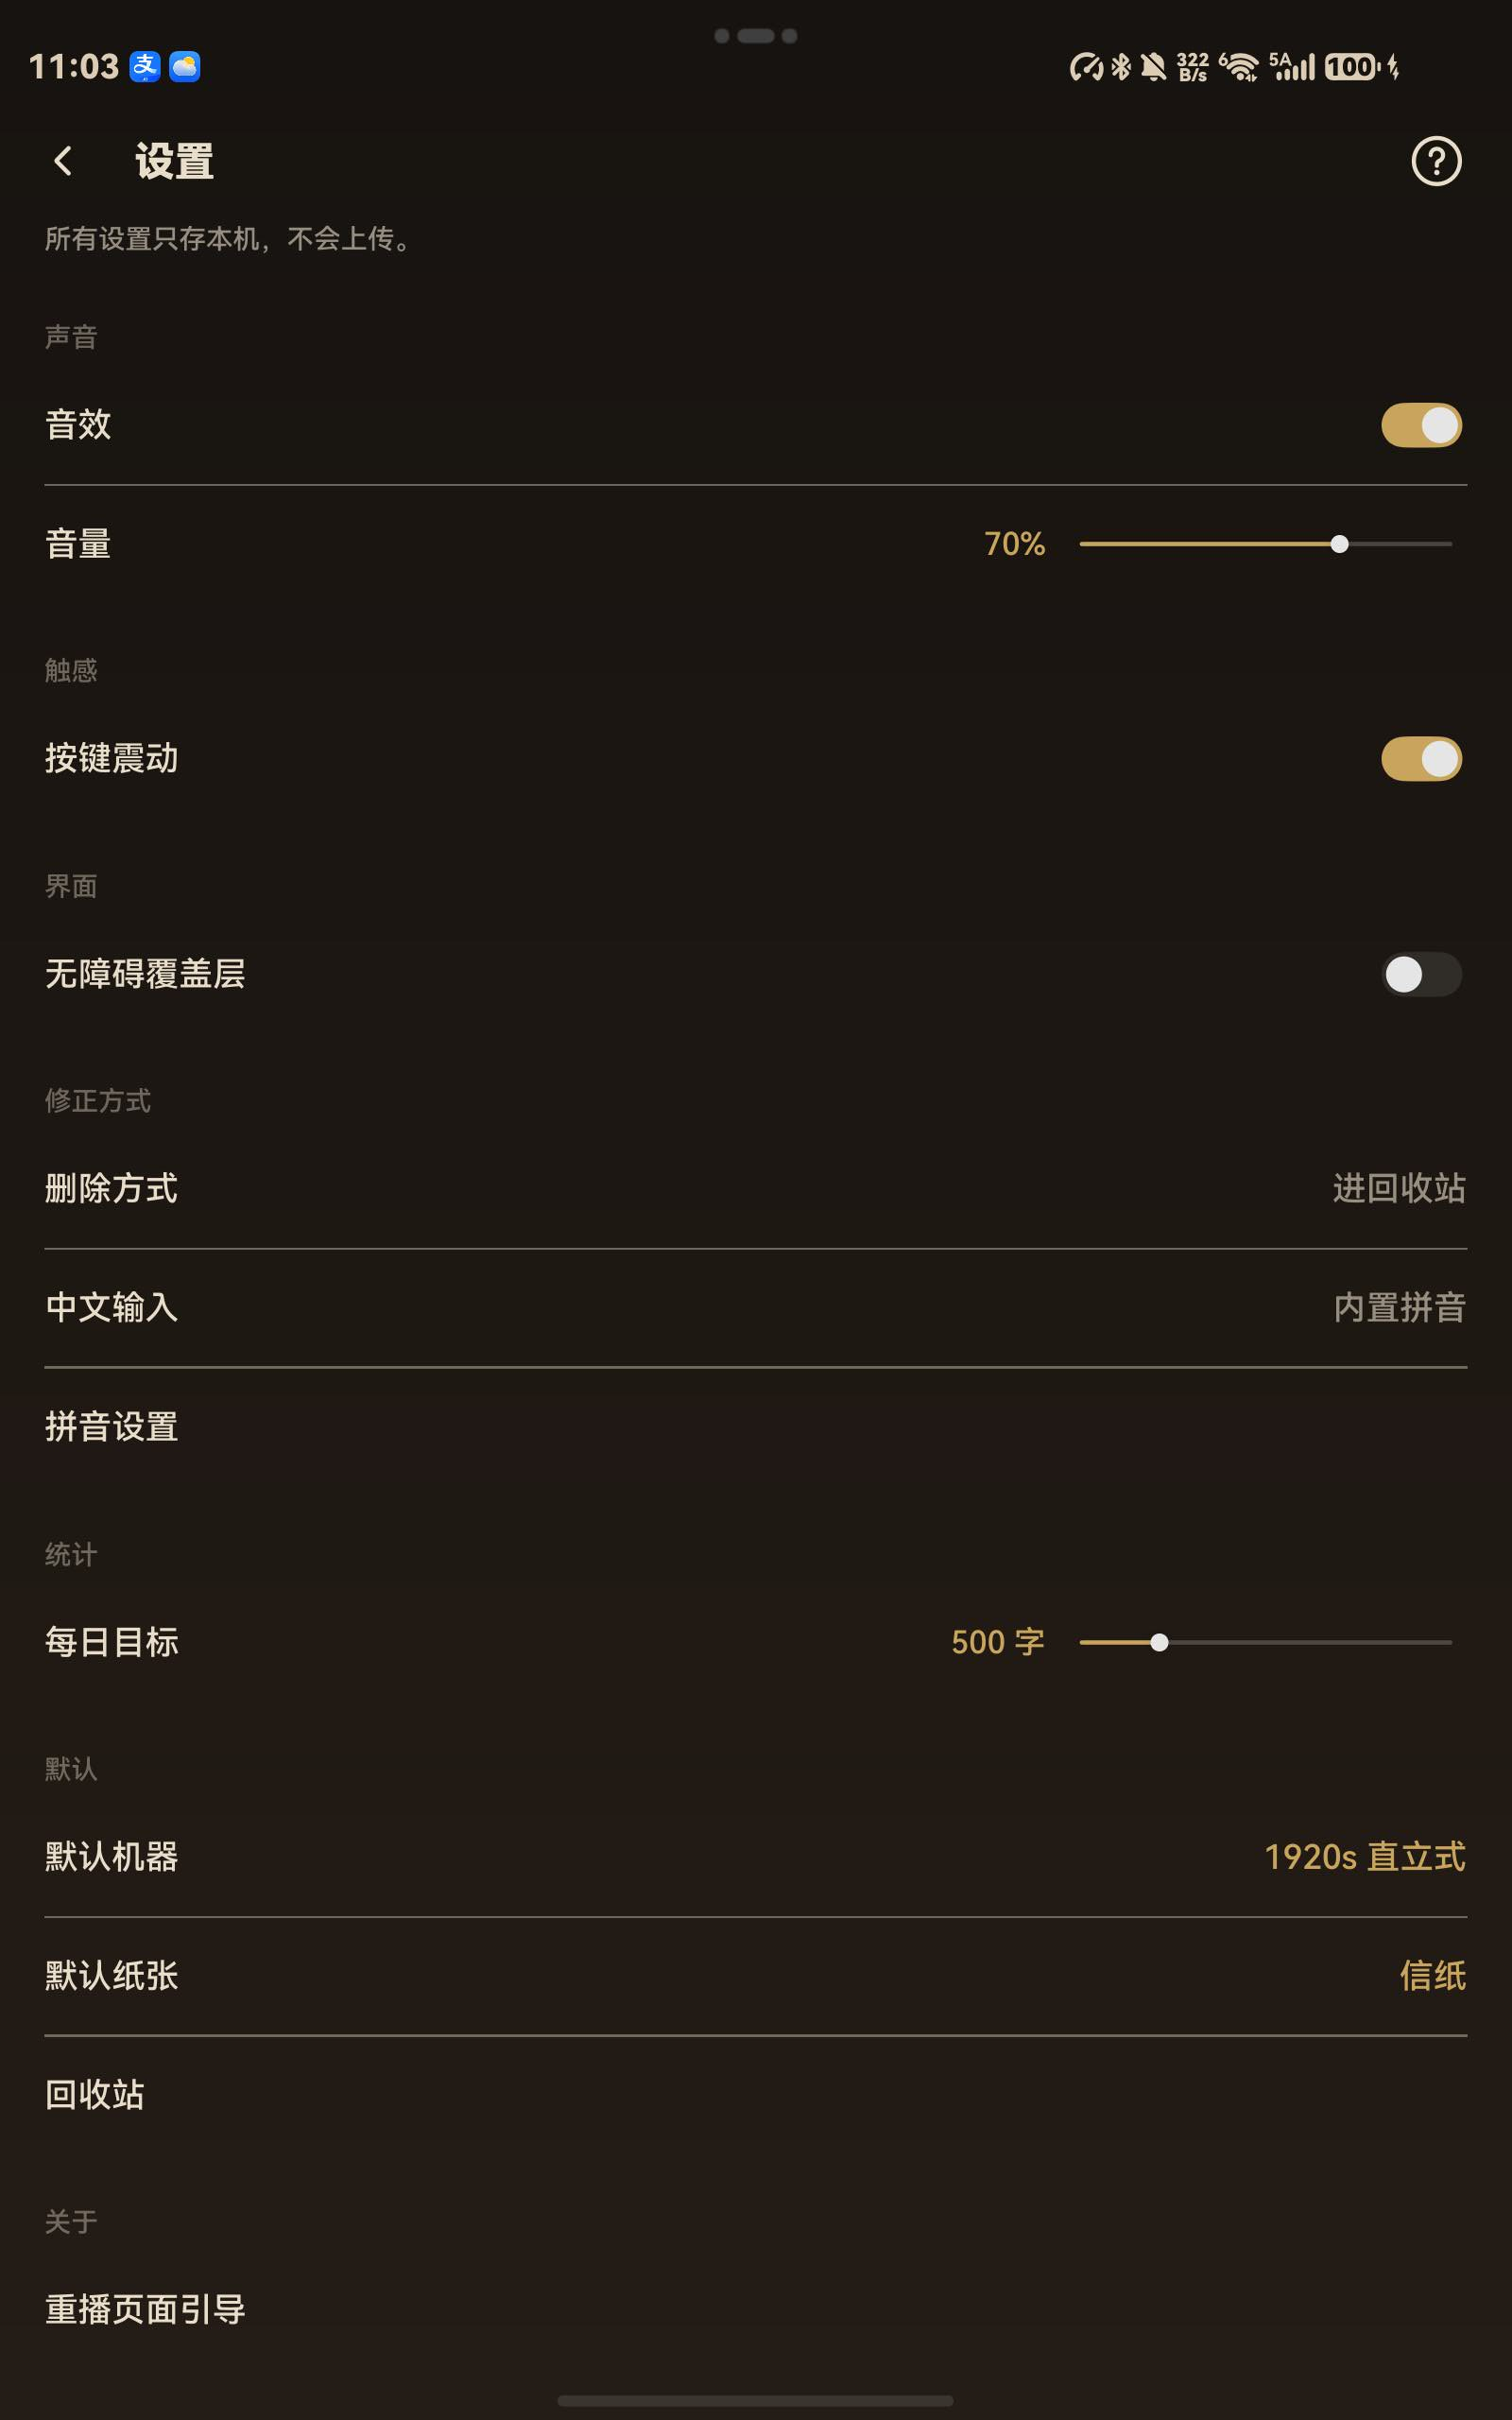 11:03 支 322 B/s 6 5A 100
设置
所有设置只存本机，不会上传。
声音
音效
音量 70%
触感
按键震动
界面
无障碍覆盖层
修正方式
删除方式 进回收站
中文输入 内置拼音
拼音设置
统计
每日目标 500 字
默认
默认机器 1920s 直立式
默认纸张 信纸
回收站
关于
重播页面引导